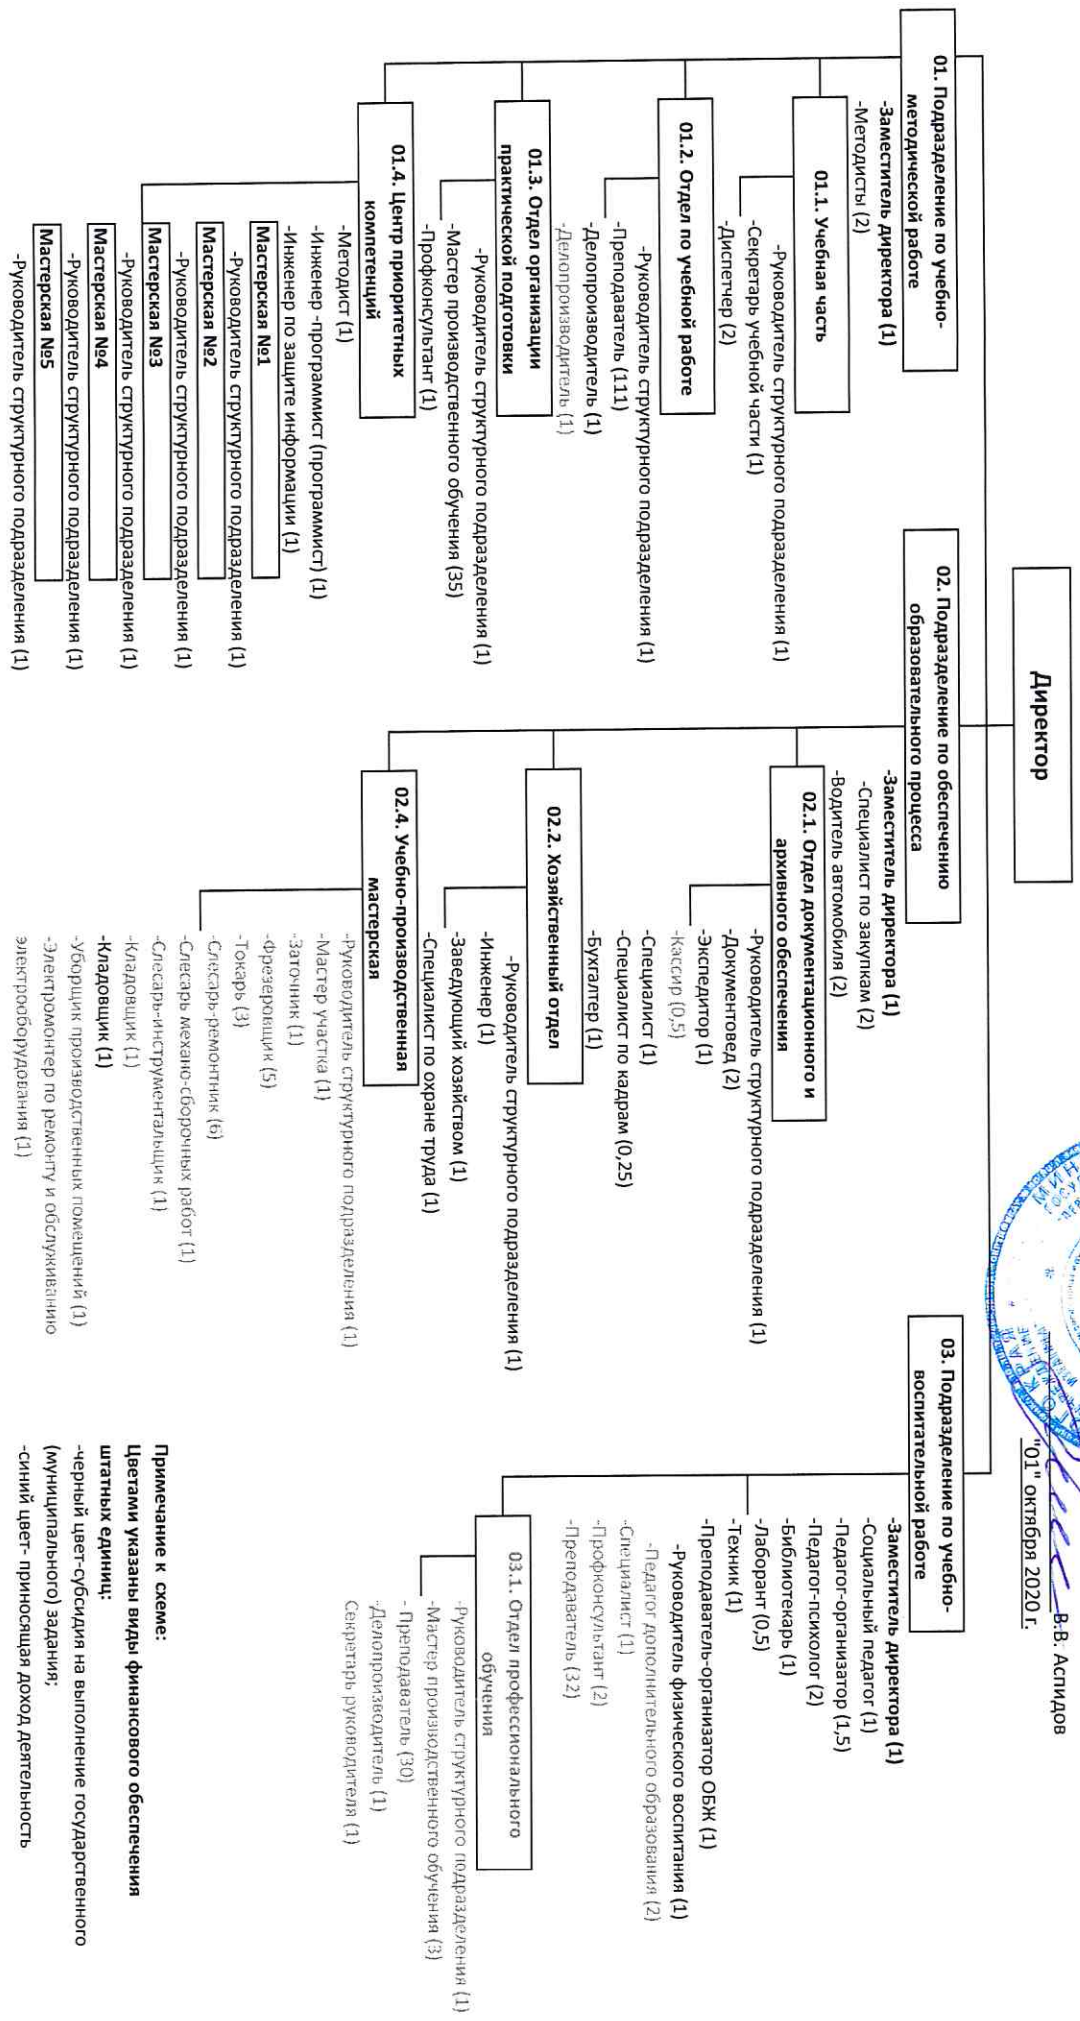 В.В. Аспидов
"01" октября 2020 г.
Директор
01. Подразделение по учебно-
методической работе
-Заместитель директора (1)
-Методисты (2)
01.1. Учебная часть
-Руководитель структурного подразделения (1)
-Секретарь учебной части (1)
-Диспетчер (2)
01.2. Отдел по учебной работе
-Руководитель структурного подразделения (1)
-Преподаватель (111)
-Делопроизводитель (1)
-Делопроизводитель (1)
01.3. Отдел организации
практической подготовки
-Руководитель структурного подразделения (1)
-Мастер производственного обучения (35)
-Профконсультант (1)
01.4. Центр приоритетных
компетенций
-Методист (1)
-Инженер -программист (программист) (1)
-Инженер по защите информации (1)
Мастерская №1
-Руководитель структурного подразделения (1)
Мастерская №2
-Руководитель структурного подразделения (1)
Мастерская №3
-Руководитель структурного подразделения (1)
Мастерская №4
-Руководитель структурного подразделения (1)
Мастерская №5
-Руководитель структурного подразделения (1)
02. Подразделение по обеспечению
образовательного процесса
-Заместитель директора (1)
-Специалист по закупкам (2)
-Водитель автомобиля (2)
02.1. Отдел документационного и
архивного обеспечения
-Руководитель структурного подразделения (1)
-Документовед (2)
-Экспедитор (1)
-Кассир (0,5)
-Специалист (1)
-Специалист по кадрам (0,25)
-Бухгалтер (1)
02.2. Хозяйственный отдел
-Руководитель структурного подразделения (1)
-Инженер (1)
-Заведующий хозяйством (1)
-Специалист по охране труда (1)
02.4. Учебно-производственная
мастерская
-Руководитель структурного подразделения (1)
-Мастер участка (1)
-Заточник (1)
-Фрезеровщик (5)
-Токарь (3)
-Слесарь-ремонтник (6)
-Слесарь механо-сборочных работ (1)
-Слесарь-инструментальщик (1)
-Кладовщик (1)
-Кладовщик (1)
-Уборщик производственных помещений (1)
-Электромонтер по ремонту и обслуживанию
электрооборудования (1)
03. Подразделение по учебно-
воспитательной работе
-Заместитель директора (1)
-Социальный педагог (1)
-Педагог-организатор (1,5)
-Педагог-психолог (2)
-Библиотекарь (1)
-Лаборант (0,5)
-Техник (1)
-Преподаватель-организатор ОБЖ (1)
-Руководитель физического воспитания (1)
-Педагог дополнительного образования (2)
-Специалист (1)
-Профконсультант (2)
-Преподаватель (32)
03.1. Отдел профессионального
обучения
-Руководитель структурного подразделения (1)
-Мастер производственного обучения (3)
- Преподаватель (30)
-Делопроизводитель (1)
Секретарь руководителя (1)
Примечание к схеме:
Цветами указаны виды финансового обеспечения
штатных единиц:
-черный цвет-субсидия на выполнение государственного
(муниципального) задания;
-синий цвет- приносящая доход деятельность